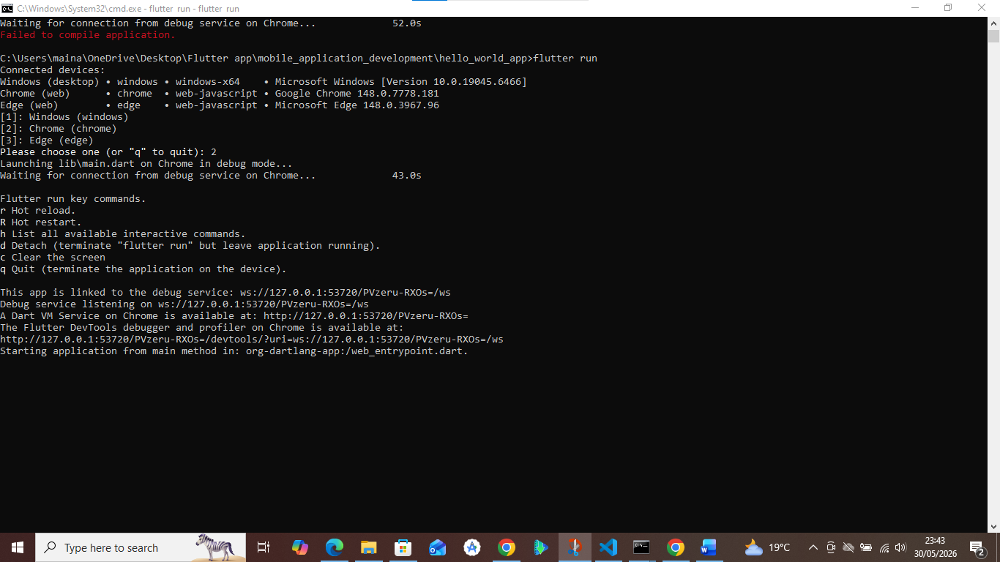 C:\Windows\System32\cmd.exe - flutter  run - flutter  run
Waiting for connection from debug service on Chrome...             52.0s
Failed to compile application.
C:\Users\maina\OneDrive\Desktop\Flutter app\mobile_application_development\hello_world_app>flutter run
Connected devices:
Windows (desktop) • windows • windows-x64    • Microsoft Windows [Version 10.0.19045.6466]
Chrome (web)      • chrome  • web-javascript • Google Chrome 148.0.7778.181
Edge (web)        • edge    • web-javascript • Microsoft Edge 148.0.3967.96
[1]: Windows (windows)
[2]: Chrome (chrome)
[3]: Edge (edge)
Please choose one (or "q" to quit): 2
Launching lib\main.dart on Chrome in debug mode...
Waiting for connection from debug service on Chrome...             43.0s
Flutter run key commands.
r Hot reload.
R Hot restart.
h List all available interactive commands.
d Detach (terminate "flutter run" but leave application running).
c Clear the screen
q Quit (terminate the application on the device).
This app is linked to the debug service: ws://127.0.0.1:53720/PVzeru-RXOs=/ws
Debug service listening on ws://127.0.0.1:53720/PVzeru-RXOs=/ws
A Dart VM Service on Chrome is available at: http://127.0.0.1:53720/PVzeru-RXOs=
The Flutter DevTools debugger and profiler on Chrome is available at:
http://127.0.0.1:53720/PVzeru-RXOs=/devtools/?uri=ws://127.0.0.1:53720/PVzeru-RXOs=/ws
Starting application from main method in: org-dartlang-app:/web_entrypoint.dart.
Type here to search
19°C
23:43
30/05/2026
2